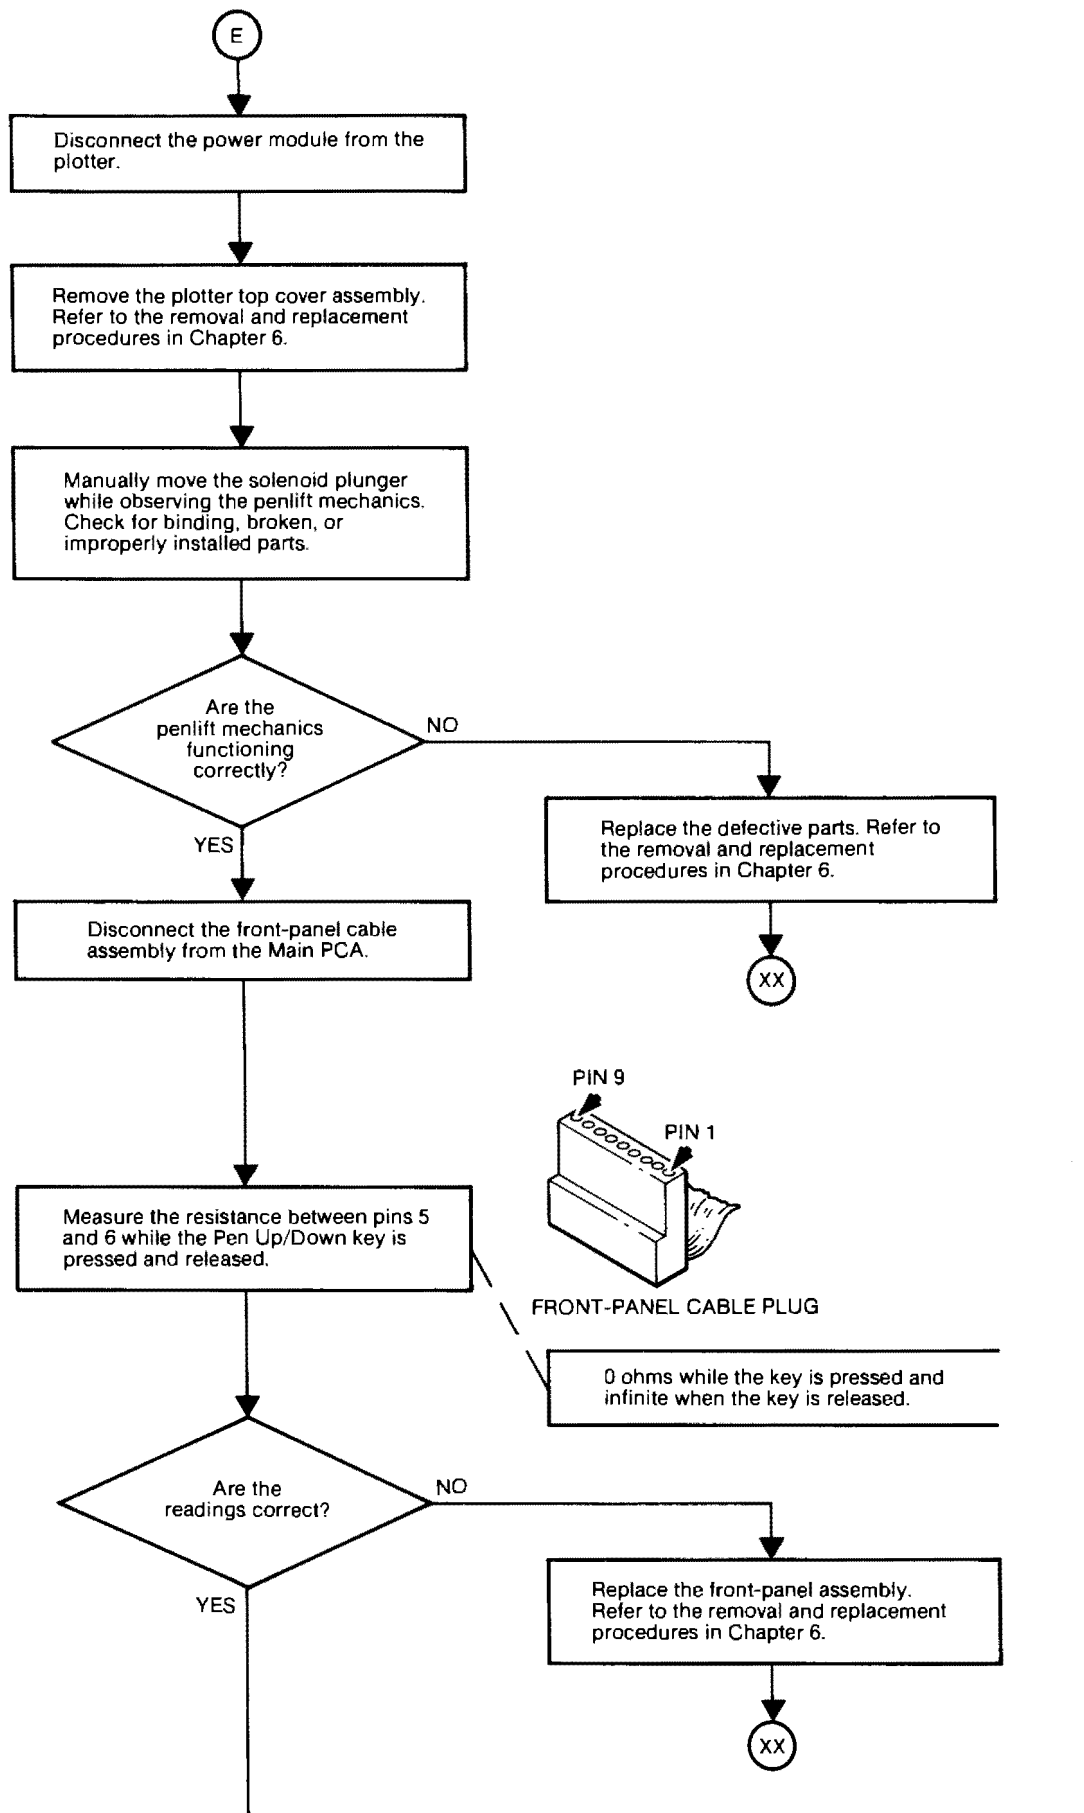 E
Disconnect the power module from the
plotter.
Remove the plotter top cover assembly.
Refer to the removal and replacement
procedures in Chapter 6.
Manually move the solenoid plunger
while observing the penlift mechanics.
Check for binding, broken, or
improperly installed parts.
Are the
penlift mechanics
functioning
correctly?
NO
YES
Replace the defective parts. Refer to
the removal and replacement
procedures in Chapter 6.
XX
Disconnect the front-panel cable
assembly from the Main PCA.
PIN 9
PIN 1
FRONT-PANEL CABLE PLUG
Measure the resistance between pins 5
and 6 while the Pen Up/Down key is
pressed and released.
0 ohms while the key is pressed and
infinite when the key is released.
Are the
readings correct?
NO
YES
Replace the front-panel assembly.
Refer to the removal and replacement
procedures in Chapter 6.
XX